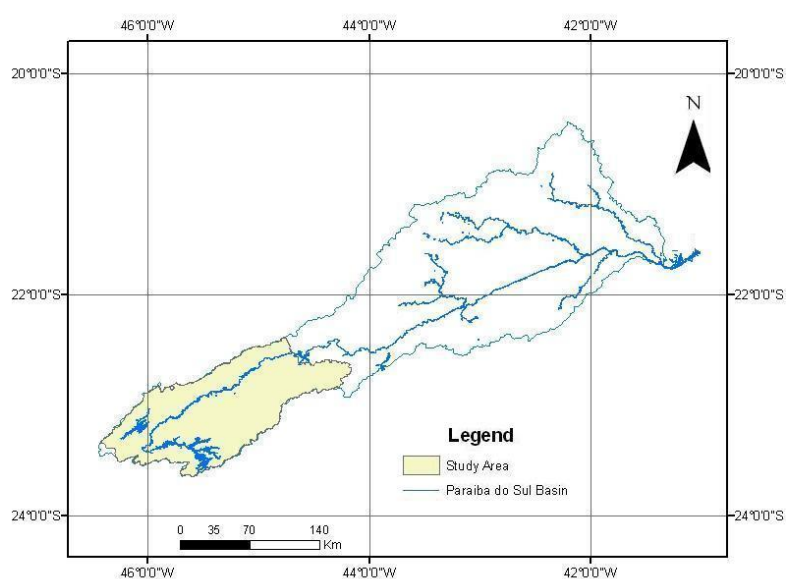 46°0'0"W 44°0'0"W 42°0'0"W
20°0'0"S 20°0'0"S
N
22°0'0"S 22°0'0"S
Legend
Study Area
Paraiba do Sul Basin
24°0'0"S 24°0'0"S
0 35 70 140
Km
46°0'0"W 44°0'0"W 42°0'0"W